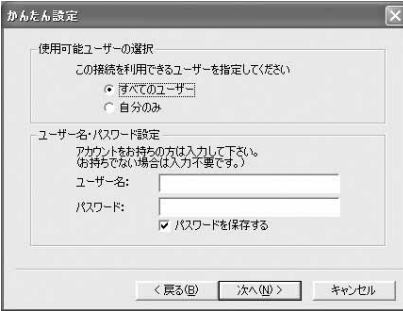 かんたん設定
使用可能ユーザーの選択
この接続を利用できるユーザーを指定してください
すべてのユーザー
自分のみ
ユーザー名・パスワード設定
アカウントをお持ちの方は入力して下さい。
(お持ちでない場合は入力不要です。)
ユーザー名:
パスワード:
パスワードを保存する
< 戻る(B) 次へ(N) > キャンセル